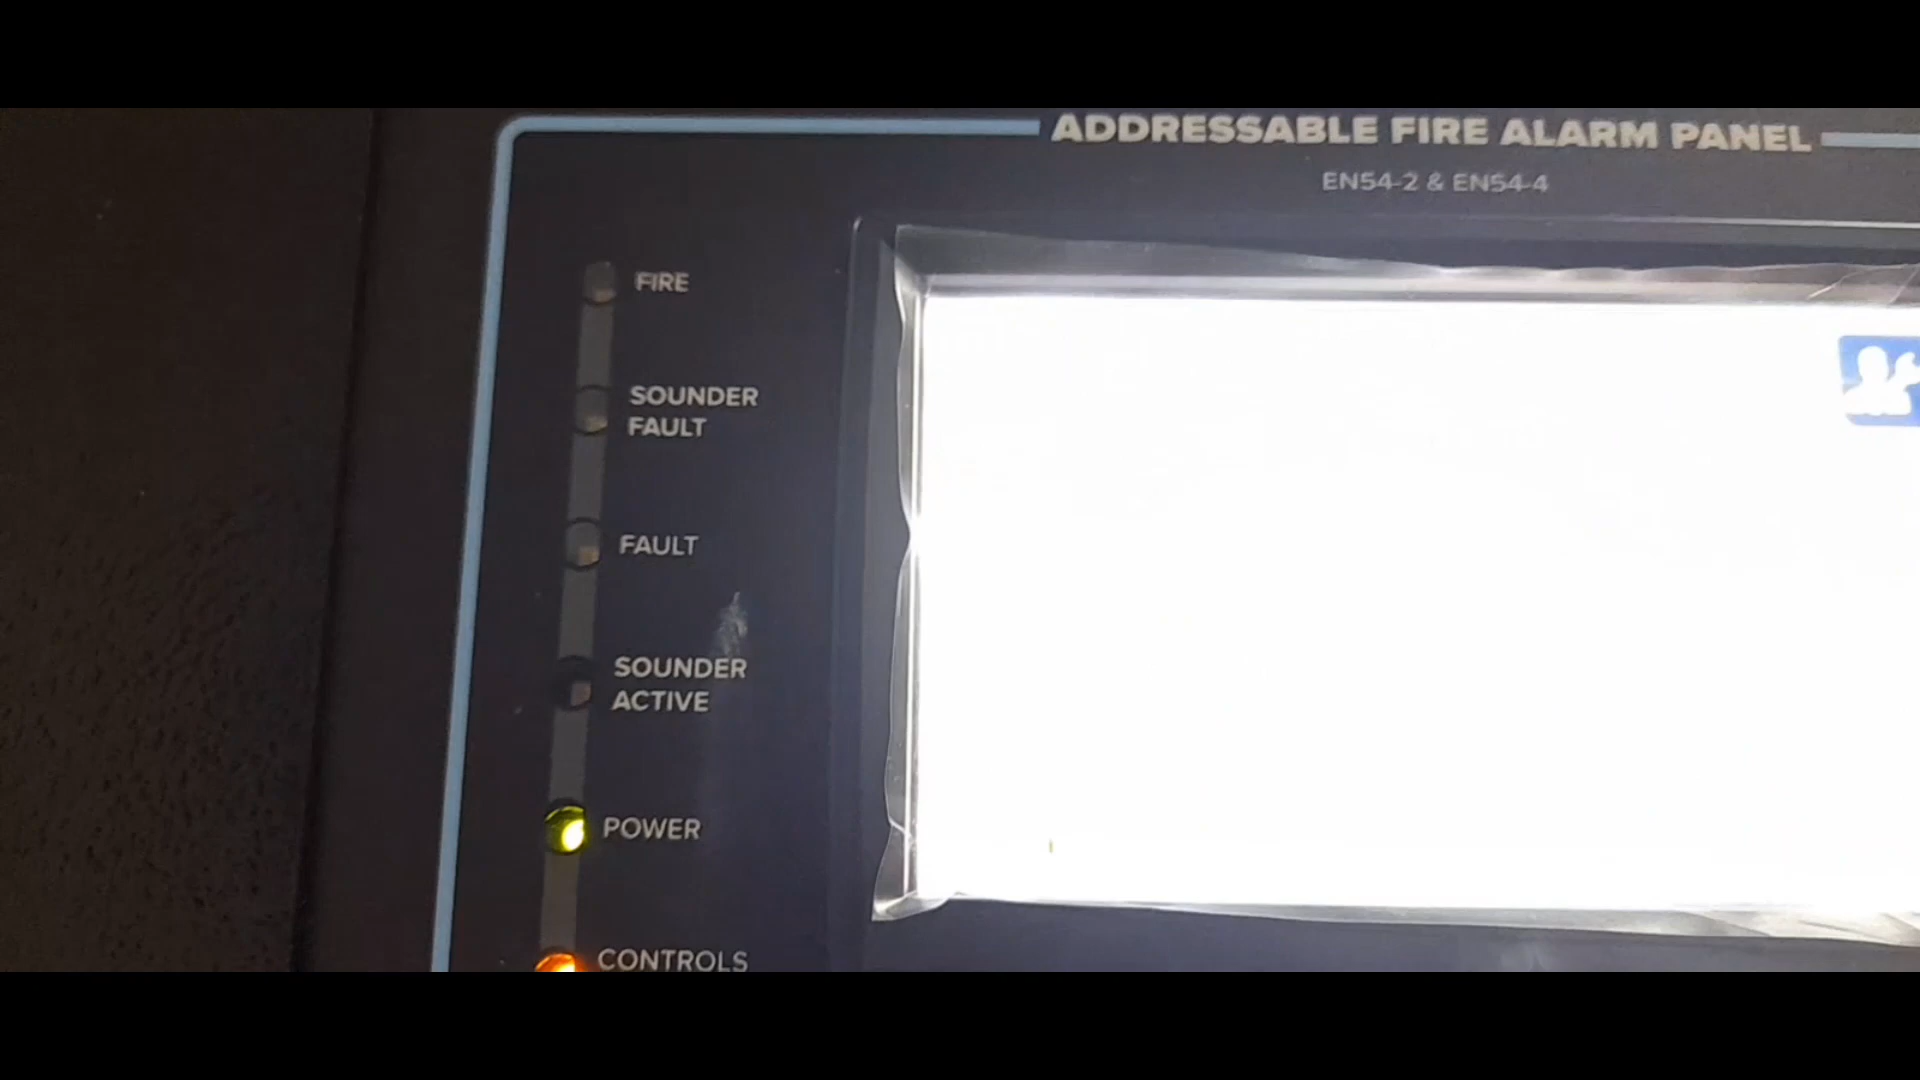 ADDRESSABLE FIRE ALARM PANEL
EN54-2 & EN54-4
FIRE
SOUNDER
FAULT
FAULT
SOUNDER
ACTIVE
POWER
CONTROLS